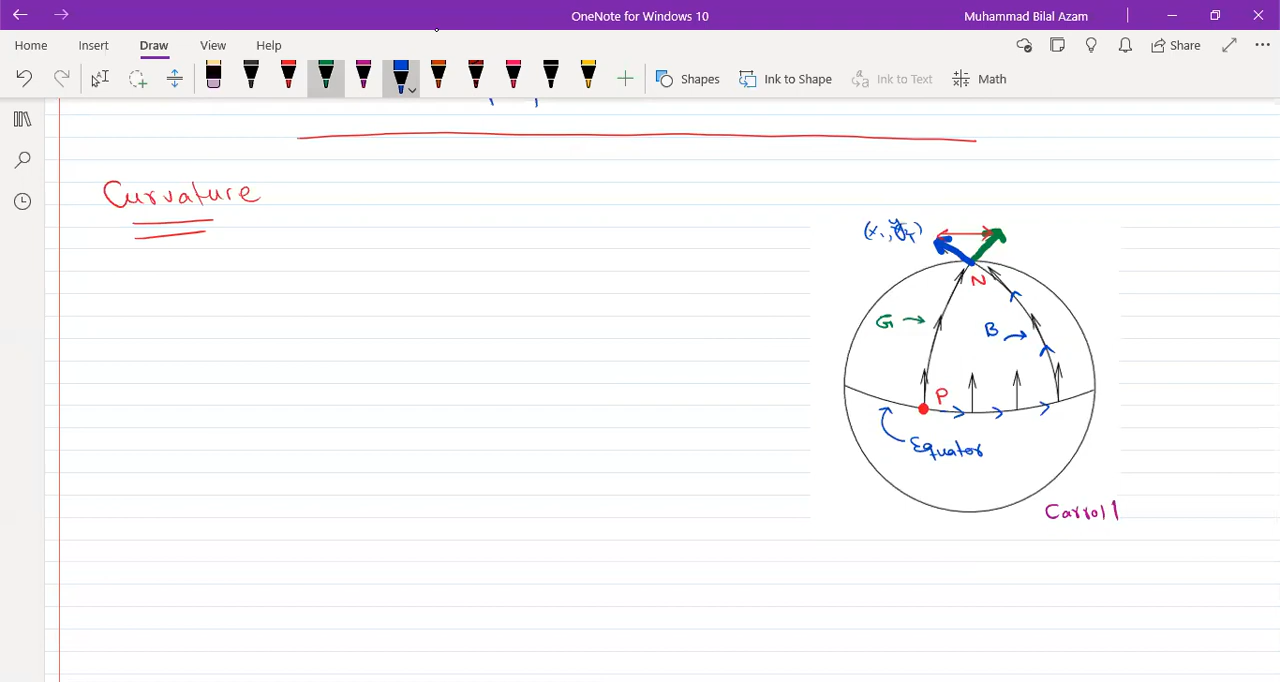 OneNote for Windows 10
Muhammad Bilal Azam
Home Insert Draw View Help
Share
Shapes
Ink to Shape
Ink to Text
Math
Curvature
N
G
B
P
Equator
Carroll